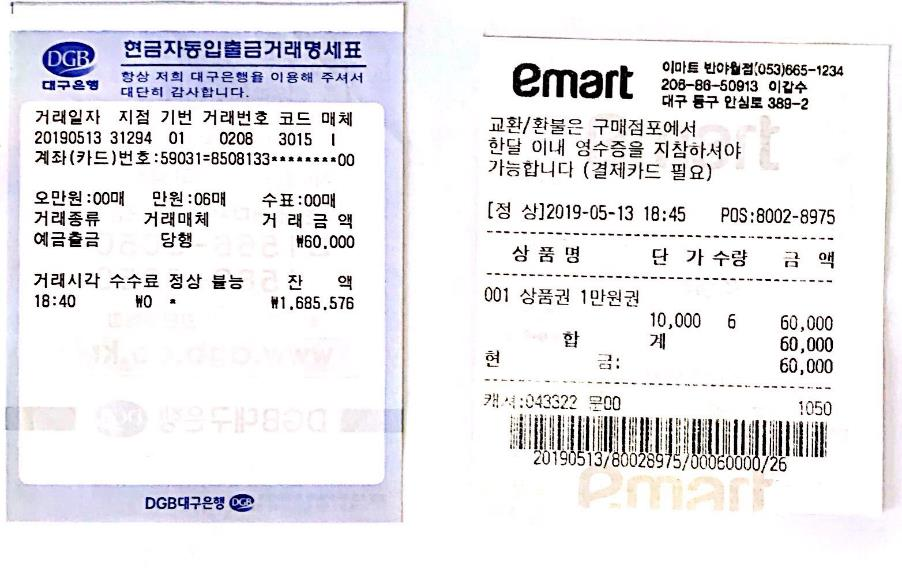 DGB
대구은행
현금자동입출금거래명세표
항상 저희 대구은행을 이용해 주셔서
대단히 감사합니다.
거래일자 지점 기번 거래번호 코드 매체
20190513 31294 01 0208 3015 I
계좌(카드)번호:59031=8508133********00
오만원:00매 만원:06매 수표:00매
거래종류 거래매체 거 래 금 액
예금출금 당행 ₩60,000
거래시각 수수료 정상 불능 잔 액
18:40 ₩0 * ₩1,685,576
DGB대구은행 DGB
emart
이마트 반야월점(053)665-1234
206-86-50913 이갑수
대구 동구 안심로 389-2
교환/환불은 구매점포에서
한달 이내 영수증을 지참하셔야
가능합니다 (결제카드 필요)
[정 상]2019-05-13 18:45 POS:8002-8975
상 품 명 단 가 수량 금 액
001 상품권 1만원권
10,000 6 60,000
합 계 60,000
현 금: 60,000
캐셔:043322 문00 1050
20190513/80028975/00060000/26